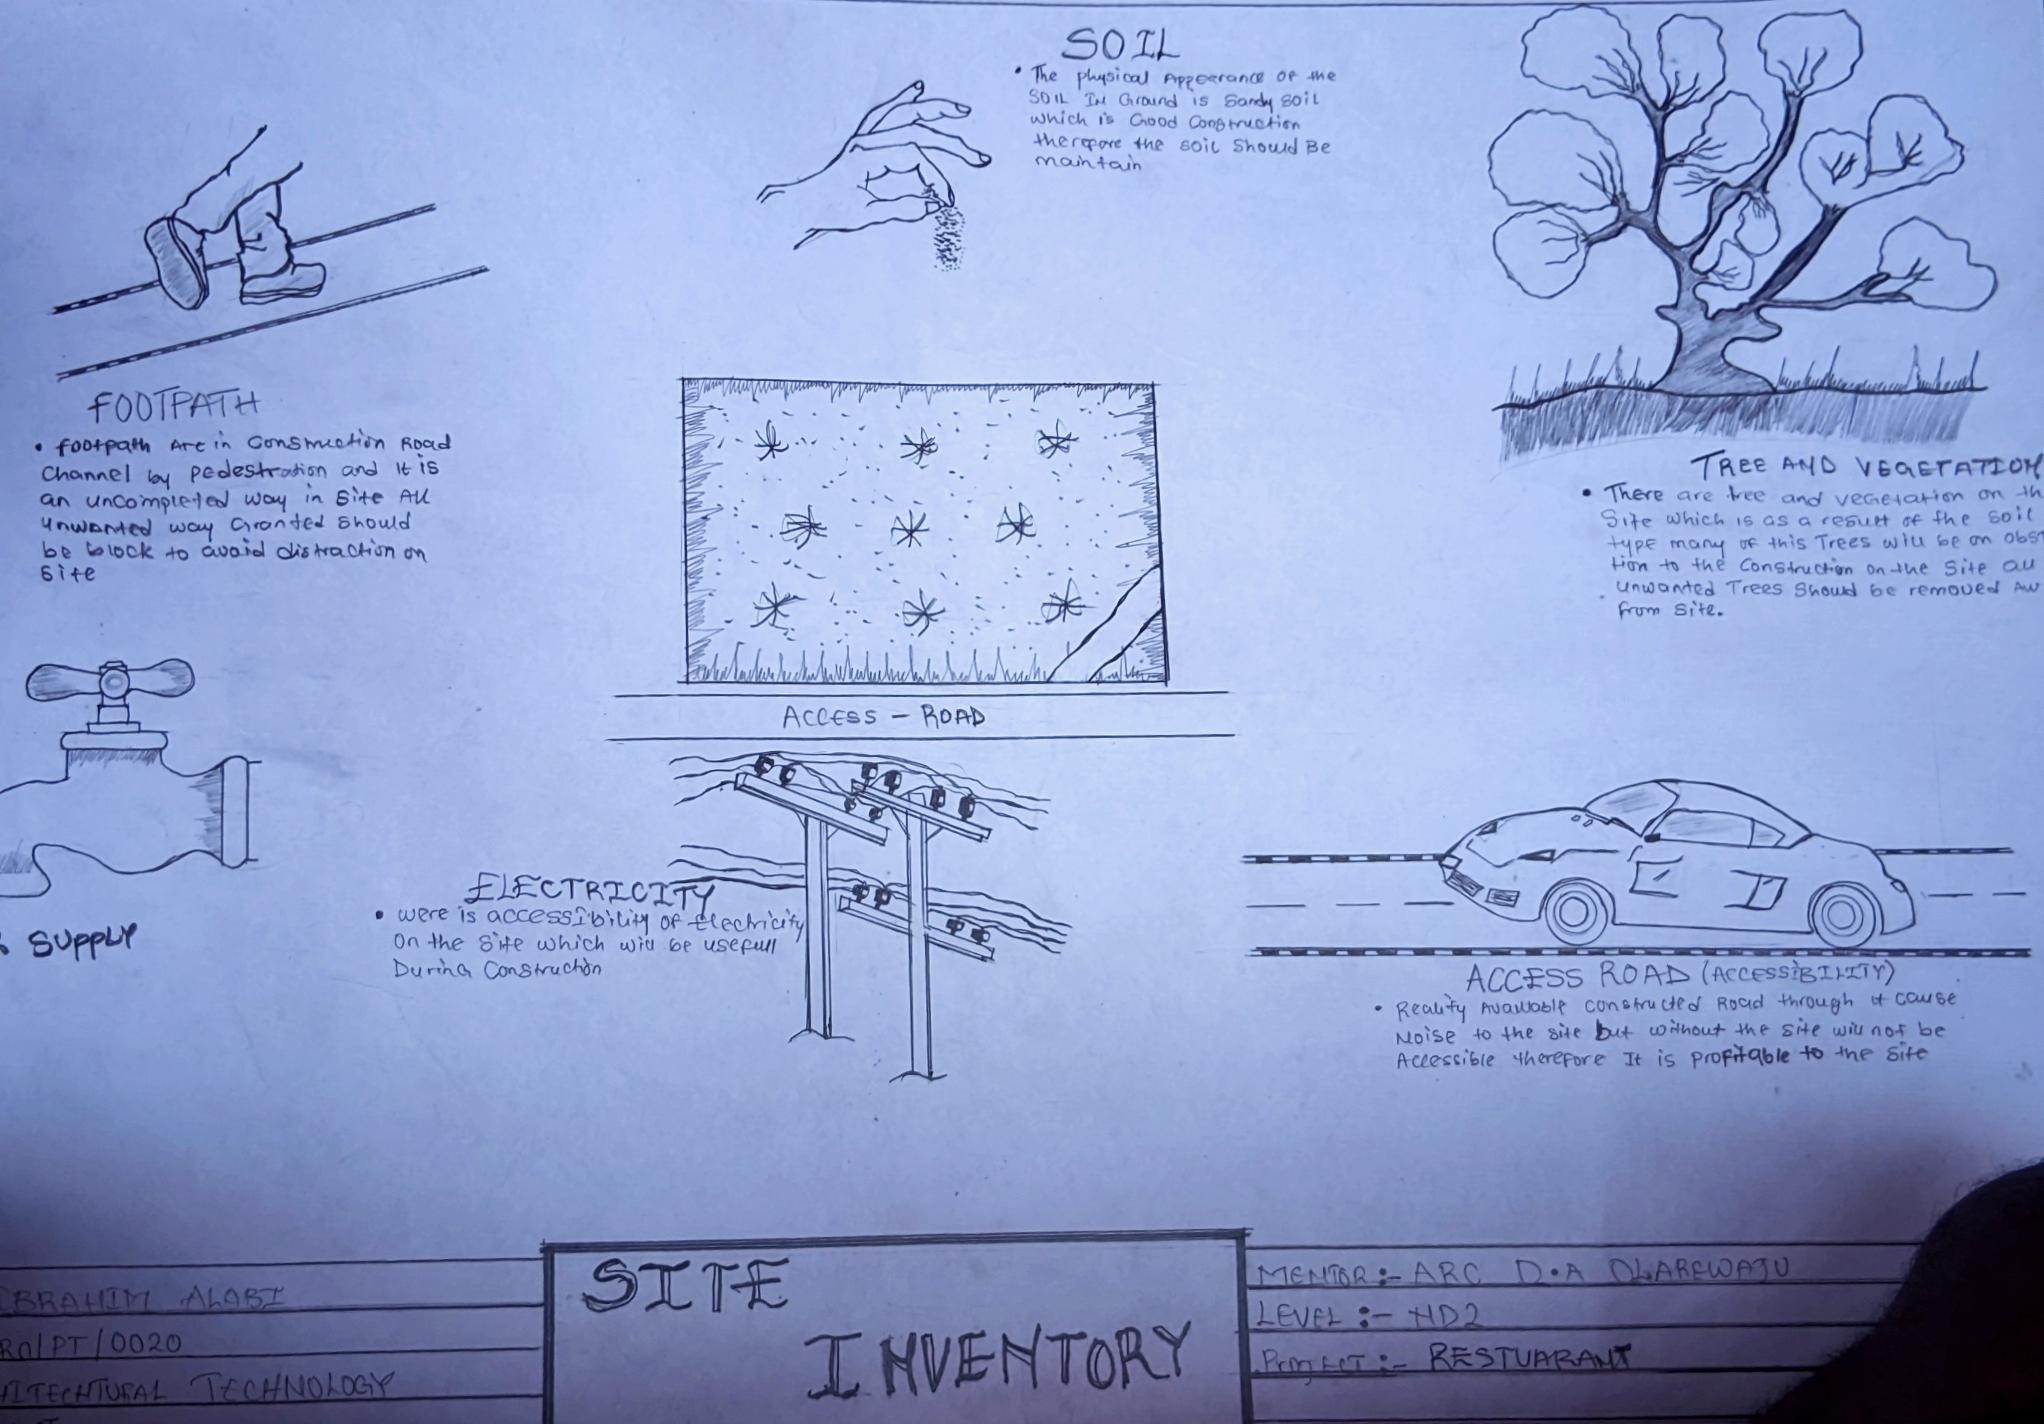 SOIL
• The physical Appeerance of the
SOIL In Ground is Sandy soil
which is Good Construction
therefore the soil Should Be
maintain
FOOTPATH
• footpath Are in Construction Road
Channel by pedestration and It is
an uncompleted way in Site All
unwanted way Granted Should
be block to avoid distraction on
Site
TREE AND VEGETATION
• There are tree and vegetation on th
Site which is as a result of the soil
type many of this Trees will be an obst
tion to the Construction on the Site all
unwanted Trees Should be removed Aw
from Site.
ACCESS - ROAD
SUPPLY
ELECTRICITY
• were is accessibility of Electricity
On the Site which will be usefull
During Construction
ACCESS ROAD (ACCESSIBILITY)
• Reality Available constructed Road through it cause
Noise to the site but without the site will not be
Accessible therefore It is profitable to the Site
IBRAHIM ALABI
/PT/0020
HITECHTURAL TECHNOLOGY
SITE
INVENTORY
MENTOR:- ARC D.A OLAREWAJU
LEVEL:- HD2
Project:- RESTUARANT